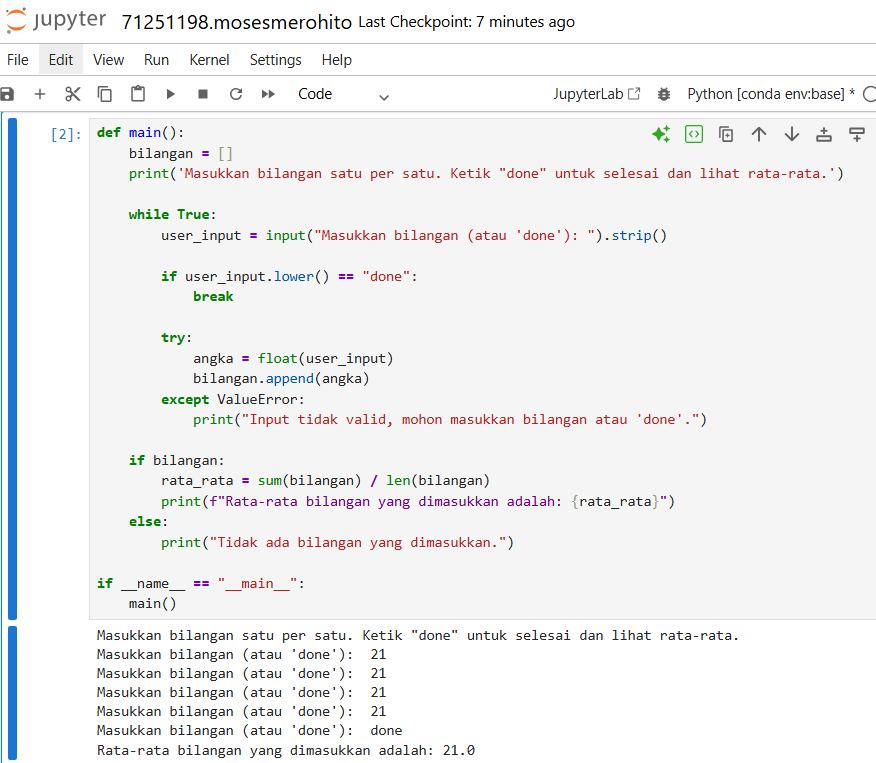 jupyter 71251198.mosesmerohito Last Checkpoint: 7 minutes ago
File Edit View Run Kernel Settings Help
Code JupyterLab Python [conda env:base] *
[2]: def main():
    bilangan = []
    print('Masukkan bilangan satu per satu. Ketik "done" untuk selesai dan lihat rata-rata.')
    while True:
        user_input = input("Masukkan bilangan (atau 'done'): ").strip()
        if user_input.lower() == "done":
            break
        try:
            angka = float(user_input)
            bilangan.append(angka)
        except ValueError:
            print("Input tidak valid, mohon masukkan bilangan atau 'done'.")
    if bilangan:
        rata_rata = sum(bilangan) / len(bilangan)
        print(f"Rata-rata bilangan yang dimasukkan adalah: {rata_rata}")
    else:
        print("Tidak ada bilangan yang dimasukkan.")
if __name__ == "__main__":
    main()
Masukkan bilangan satu per satu. Ketik "done" untuk selesai dan lihat rata-rata.
Masukkan bilangan (atau 'done'):  21
Masukkan bilangan (atau 'done'):  21
Masukkan bilangan (atau 'done'):  21
Masukkan bilangan (atau 'done'):  21
Masukkan bilangan (atau 'done'):  done
Rata-rata bilangan yang dimasukkan adalah: 21.0